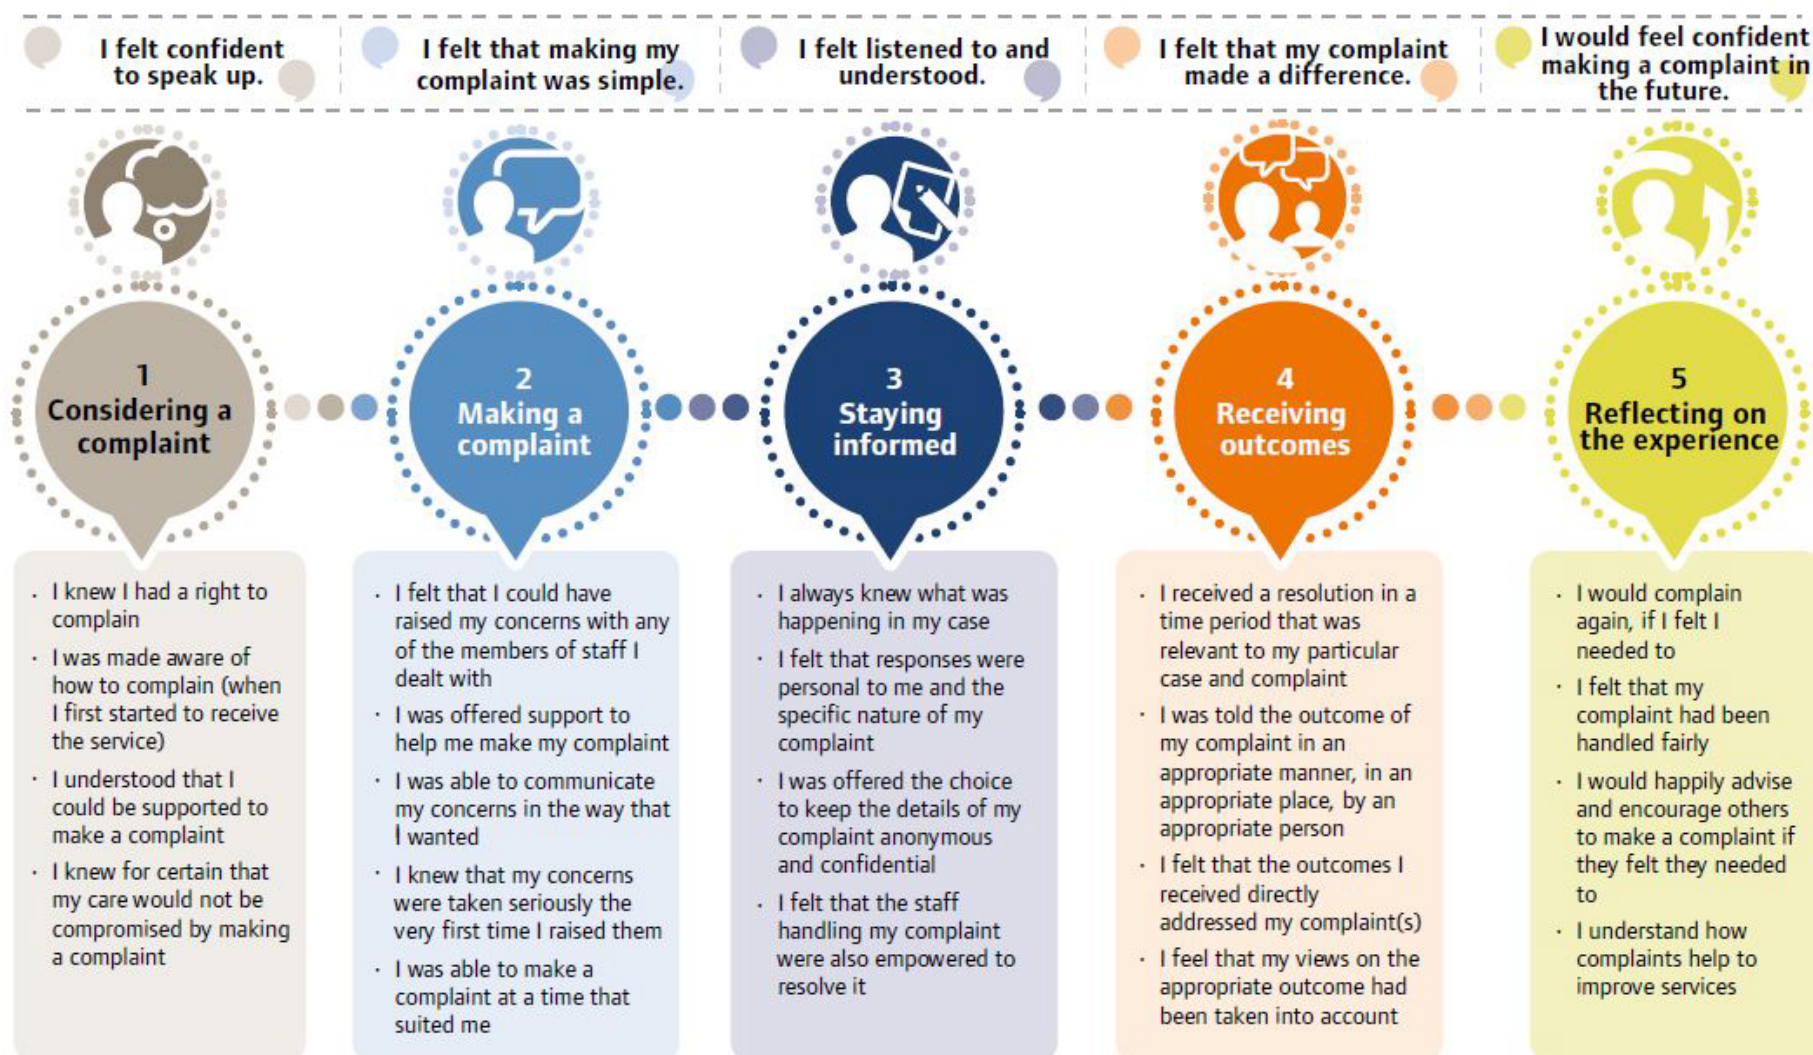 I felt confident
to speak up.
I felt that making my
complaint was simple.
I felt listened to and
understood.
I felt that my complaint
made a difference.
I would feel confident
making a complaint in
the future.
1
Considering a
complaint
2
Making a
complaint
3
Staying
informed
4
Receiving
outcomes
5
Reflecting on
the experience
· I knew I had a right to
complain
· I was made aware of
how to complain (when
I first started to receive
the service)
· I understood that I
could be supported to
make a complaint
· I knew for certain that
my care would not be
compromised by making
a complaint
· I felt that I could have
raised my concerns with any
of the members of staff I
dealt with
· I was offered support to
help me make my complaint
· I was able to communicate
my concerns in the way that
I wanted
· I knew that my concerns
were taken seriously the
very first time I raised them
· I was able to make a
complaint at a time that
suited me
· I always knew what was
happening in my case
· I felt that responses were
personal to me and the
specific nature of my
complaint
· I was offered the choice
to keep the details of my
complaint anonymous
and confidential
· I felt that the staff
handling my complaint
were also empowered to
resolve it
· I received a resolution in a
time period that was
relevant to my particular
case and complaint
· I was told the outcome of
my complaint in an
appropriate manner, in an
appropriate place, by an
appropriate person
· I felt that the outcomes I
received directly
addressed my complaint(s)
· I feel that my views on the
appropriate outcome had
been taken into account
· I would complain
again, if I felt I
needed to
· I felt that my
complaint had been
handled fairly
· I would happily advise
and encourage others
to make a complaint if
they felt they needed
to
· I understand how
complaints help to
improve services